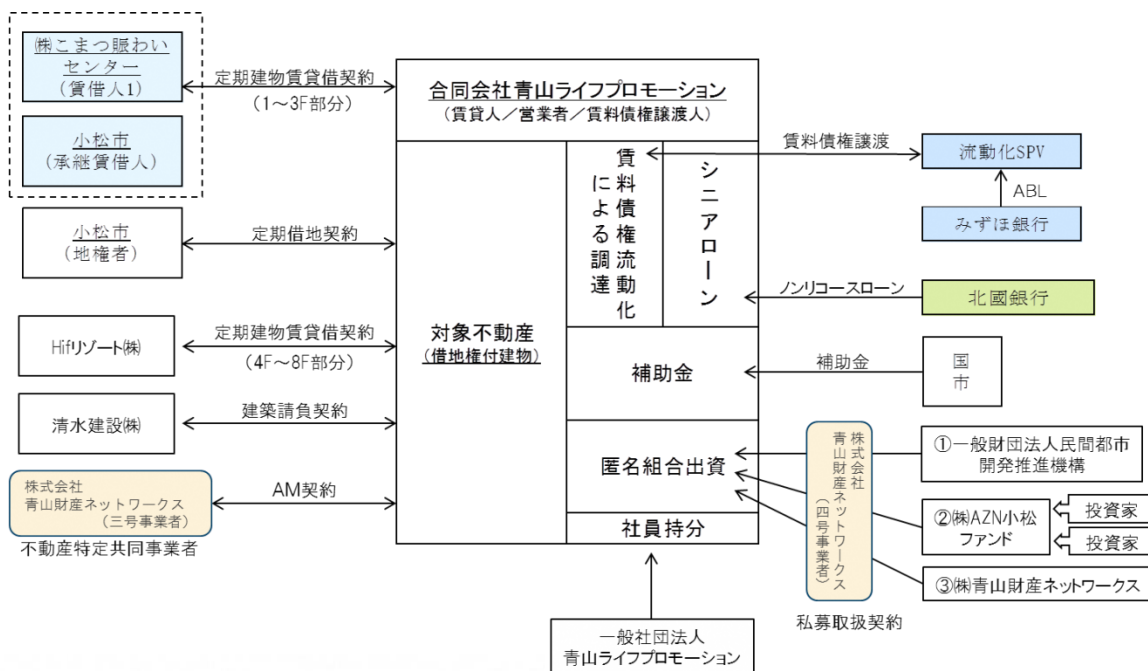 ㈱こまつ賑わい
センター
(賃借人1)
小松市
(承継賃借人)
定期建物賃貸借契約
(1～3F部分)
小松市
(地権者)
定期借地契約
Hifリゾート㈱
定期建物賃貸借契約
(4F～8F部分)
清水建設㈱
建築請負契約
株式会社
青山財産ネットワークス
(三号事業者)
不動産特定共同事業者
AM契約
合同会社青山ライフプロモーション
(賃貸人／営業者／賃料債権譲渡人)
対象不動産
(借地権付建物)
賃料債権流動化
による調達
シニアローン
補助金
匿名組合出資
社員持分
一般社団法人
青山ライフプロモーション
賃料債権譲渡
流動化SPV
ABL
みずほ銀行
ノンリコースローン
北國銀行
補助金
国
市
株式会社
青山財産ネットワークス
(四号事業者)
私募取扱契約
①一般財団法人民間都市
開発推進機構
②㈱AZN小松
ファンド
投資家
投資家
③㈱青山財産ネットワークス